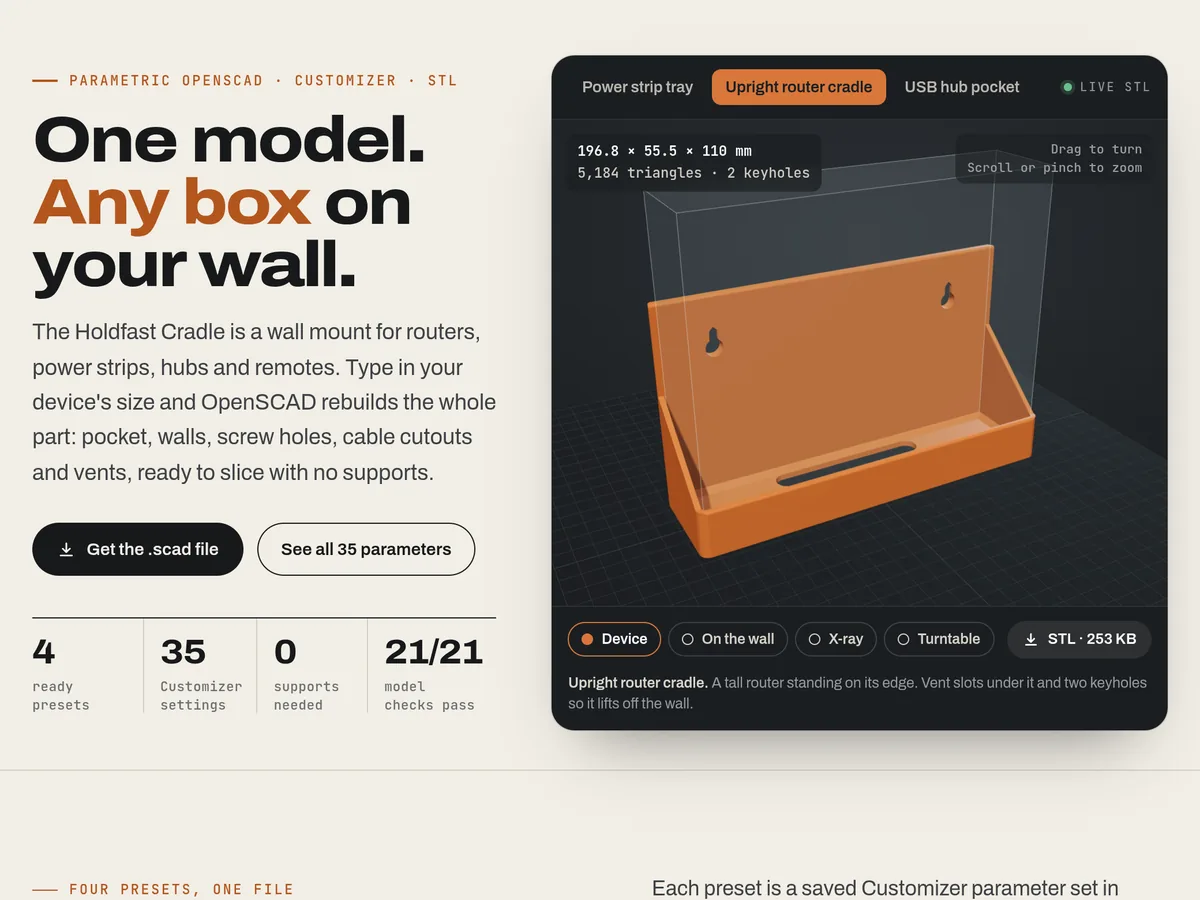 PARAMETRIC OPENSCAD · CUSTOMIZER · STL
One model.
Any box on
your wall.
The Holdfast Cradle is a wall mount for routers,
power strips, hubs and remotes. Type in your
device's size and OpenSCAD rebuilds the whole
part: pocket, walls, screw holes, cable cutouts
and vents, ready to slice with no supports.
Get the .scad file
See all 35 parameters
4
ready
presets
35
Customizer
settings
0
supports
needed
21/21
model
checks pass
Power strip tray
Upright router cradle
USB hub pocket
LIVE STL
196.8 × 55.5 × 110 mm
5,184 triangles · 2 keyholes
Drag to turn
Scroll or pinch to zoom
Device
On the wall
X-ray
Turntable
STL · 253 KB
Upright router cradle. A tall router standing on its edge. Vent slots under it and two keyholes
so it lifts off the wall.
FOUR PRESETS, ONE FILE
Each preset is a saved Customizer parameter set in